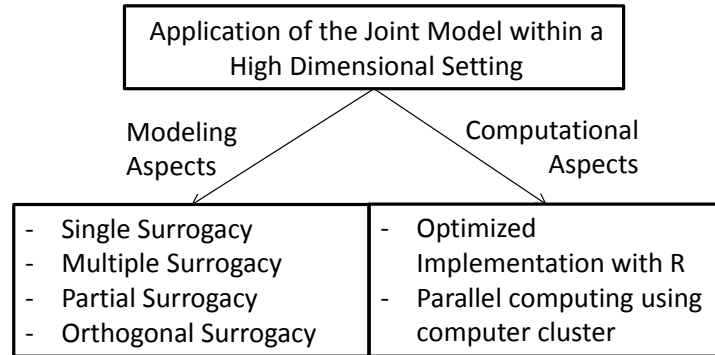 Application of the Joint Model within a
High Dimensional Setting
Modeling
Aspects
Computational
Aspects
- Single Surrogacy
- Multiple Surrogacy
- Partial Surrogacy
- Orthogonal Surrogacy
- Optimized
Implementation with R
- Parallel computing using
computer cluster